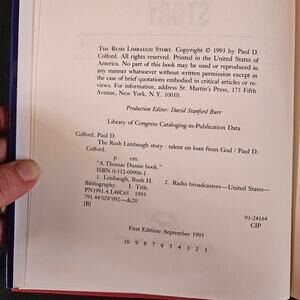 THE RUSH LIMBAUGH STORY. Copyright © 1993 by Paul D.
Colford. All rights reserved. Printed in the United States of
America. No part of this book may be used or reproduced in
any manner whatsoever without written permission except in
the case of brief quotations embodied in critical articles or re-
views. For information, address St. Martin's Press, 175 Fifth
Avenue, New York, N.Y. 10010.
Production Editor: David Stanford Burr
Library of Congress Cataloging-in-Publication Data
Colford, Paul D.
The Rush Limbaugh story : talent on loan from God / Paul D.
Colford.
p. cm.
"A Thomas Dunne book."
ISBN 0-312-09906-1
1. Limbaugh, Rush H. 2. Radio broadcasters—United States—
Bibliography. I. Title.
PN1991.4.L48C65 1993
791.44'028'092—dc20
[B] 93-24164
CIP
First Edition: September 1993
10 9 8 7 6 5 4 3 2 1